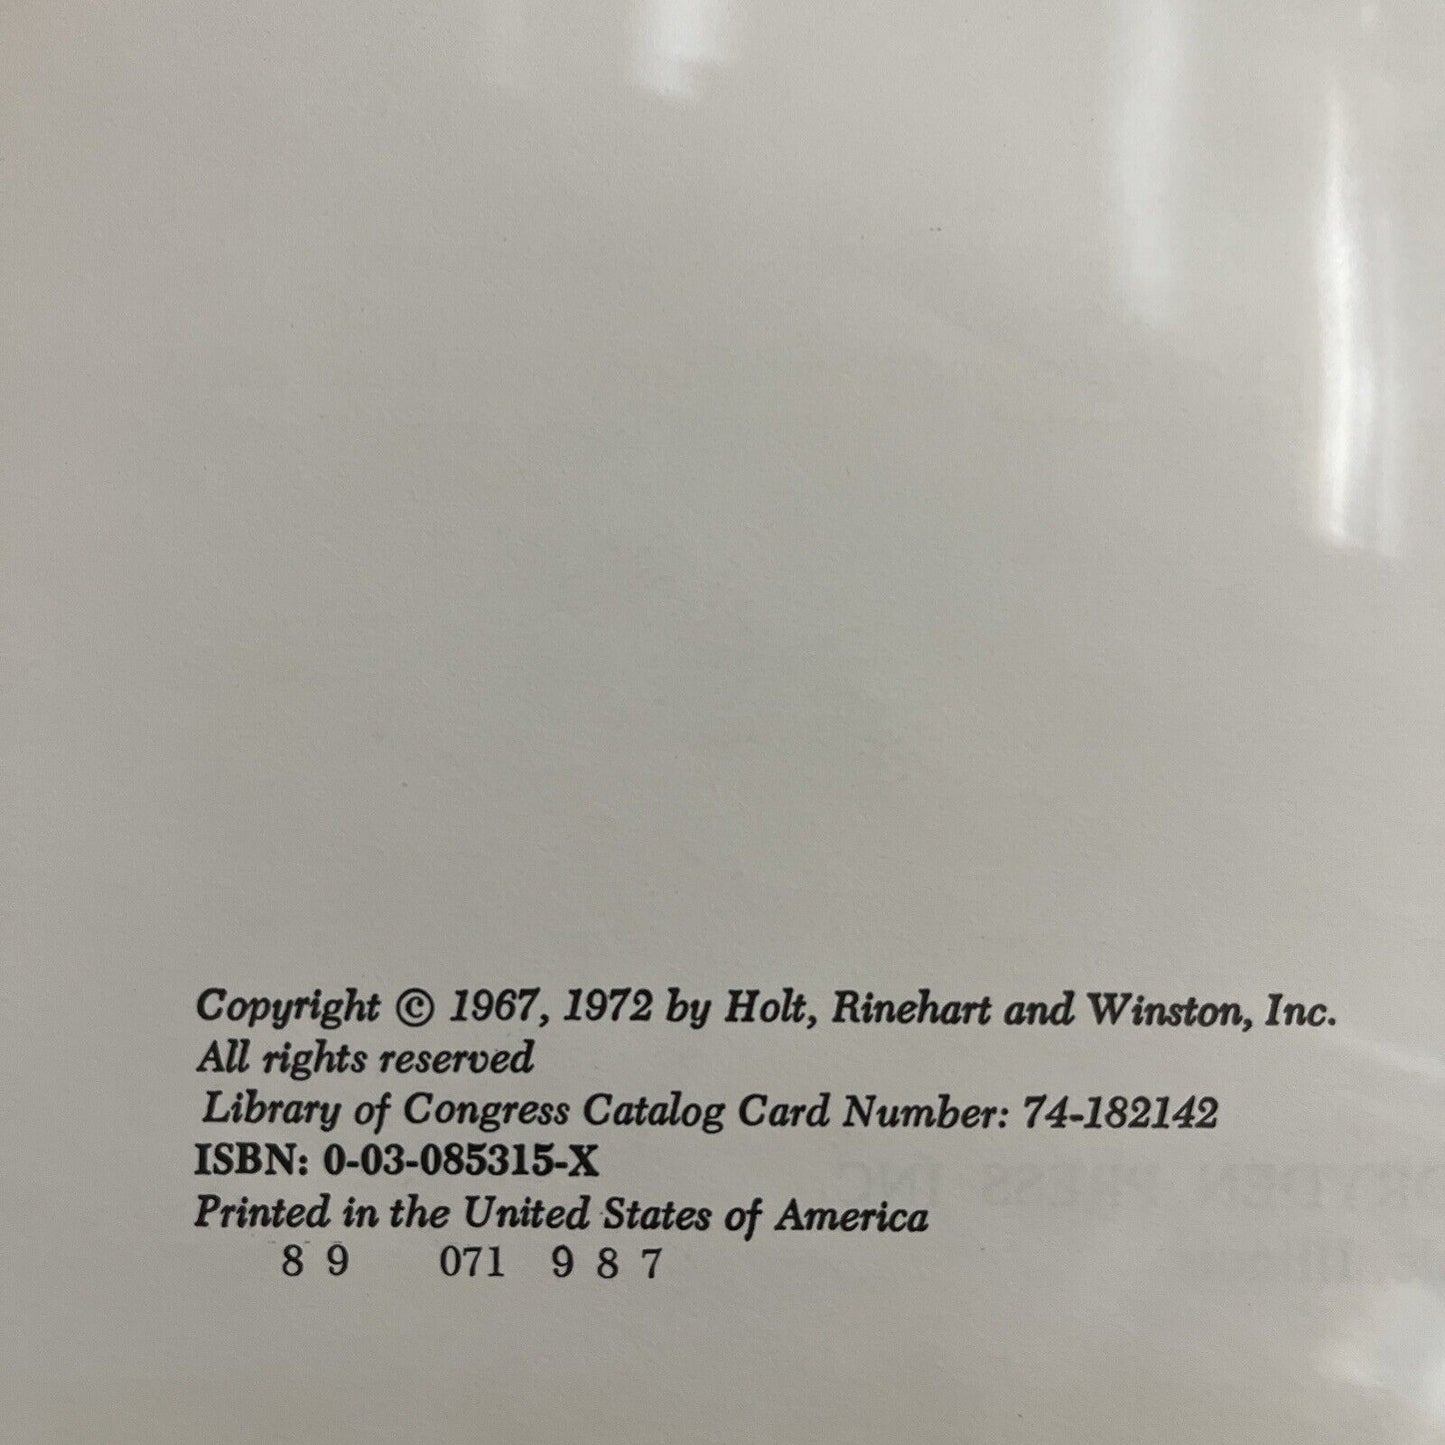 Copyright © 1967, 1972 by Holt, Rinehart and Winston, Inc.
All rights reserved
Library of Congress Catalog Card Number: 74-182142
ISBN: 0-03-085315-X
Printed in the United States of America
8 9 071 9 8 7